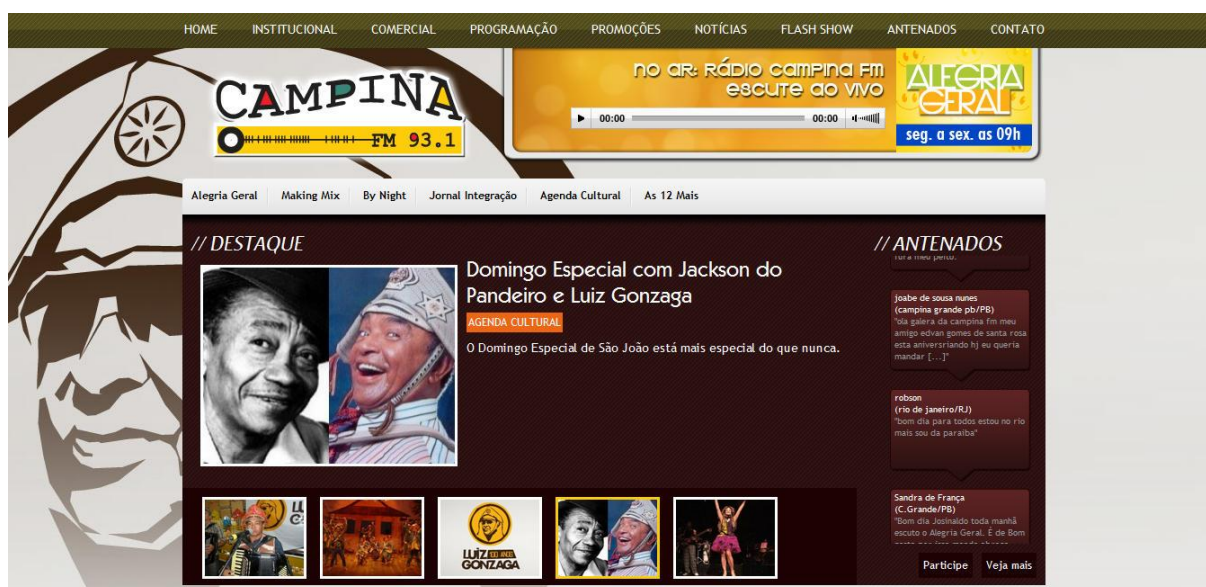 HOME INSTITUCIONAL COMERCIAL PROGRAMAÇÃO PROMOÇÕES NOTÍCIAS FLASH SHOW ANTENADOS CONTATO
CAMPINA
FM 93.1
NO AR: RÁDIO CAMPINA FM
ESCUTE AO VIVO
00:00 00:00
ALEGRIA
GERAL
seg. a sex. as 09h
Alegria Geral Making Mix By Night Jornal Integração Agenda Cultural As 12 Mais
// DESTAQUE
Domingo Especial com Jackson do
Pandeiro e Luiz Gonzaga
AGENDA CULTURAL
O Domingo Especial de São João está mais especial do que nunca.
LUIZ 100 ANOS
GONZAGA
// ANTENADOS
joabe de sousa nunes
(campina grande pb/PB)
"ola galera da campina fm meu
amigo edvan gomes de santa rosa
esta aniversriando hj eu queria
mandar [...]"
robson
(rio de janeiro/RJ)
"bom dia para todos estou no rio
mais sou da paraiba"
Sandra de França
(C.Grande/PB)
"Bom dia Josinaldo toda manhã
escuto o Alegria Geral. É de Bom
Participe Veja mais